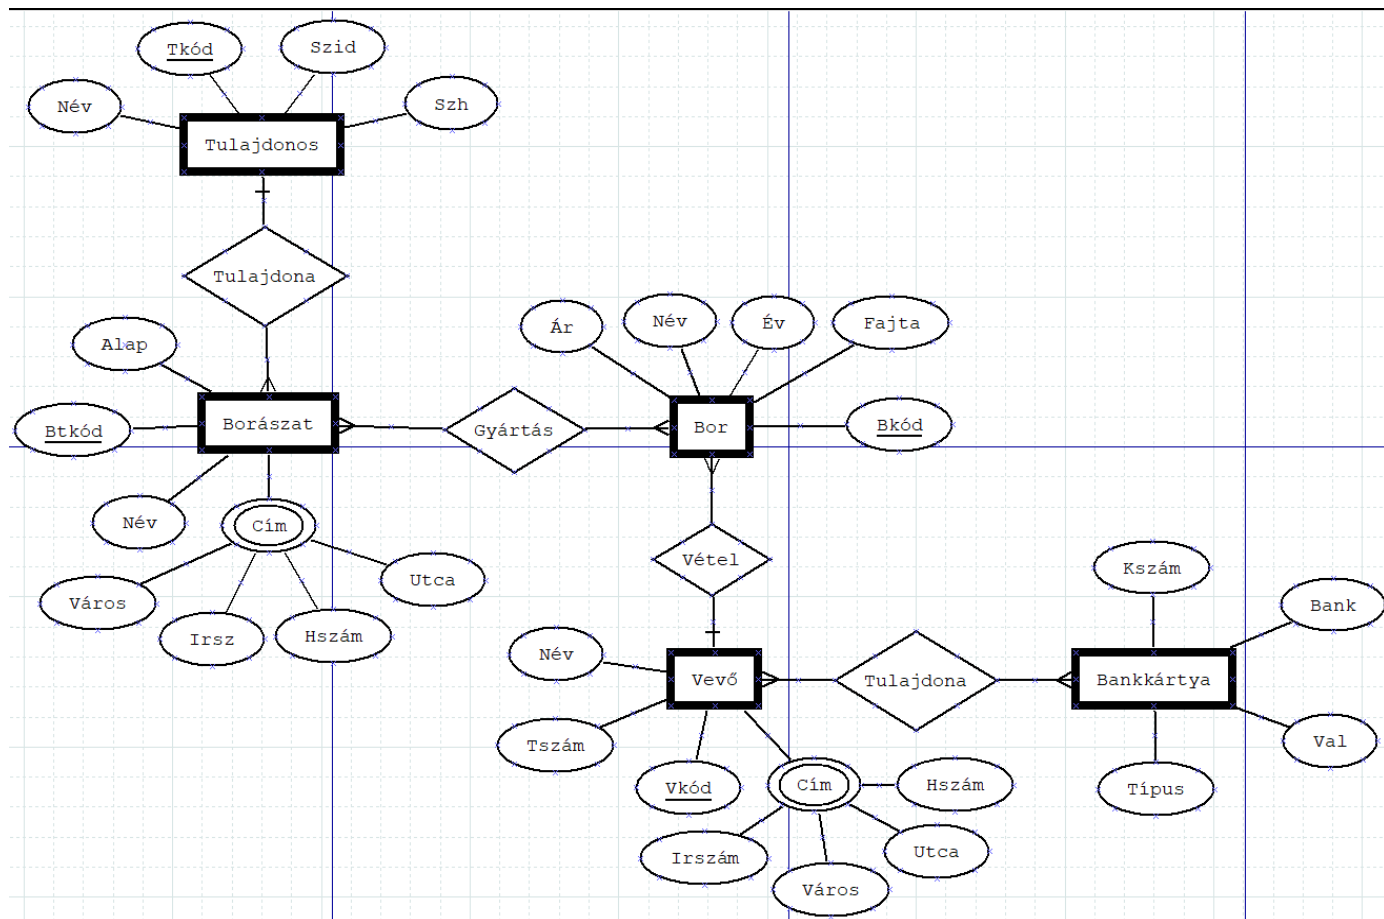 Tkód
Szid
Név
Szh
Tulajdonos
Tulajdona
Alap
Btkód
Borászat
Név
Cím
Város
Irsz
Hszám
Utca
Gyártás
Ár
Név
Év
Fajta
Bor
Bkód
Vétel
Név
Vevő
Tszám
Vkód
Cím
Hszám
Irszám
Város
Utca
Tulajdona
Kszám
Bank
Bankkártya
Val
Típus